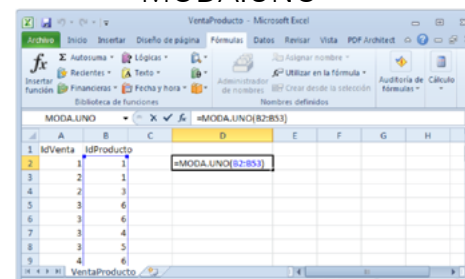 MODA.UNO
VentaProducto - Microsoft Excel
Archivo Inicio Insertar Diseño de página Fórmulas Datos Revisar Vista PDF Architect
Σ Autosuma Lógicas Asignar nombre
fx Recientes Texto Utilizar en la fórmula
Insertar función Financieras Fecha y hora Administrador de nombres Crear desde la selección Auditoría de fórmulas Cálculo
Biblioteca de funciones Nombres definidos
MODA.UNO fx =MODA.UNO(B2:B53)
A B C D E F G H
1 IdVenta IdProducto
2 1 1 =MODA.UNO(B2:B53)
3 2 1
4 2 3
5 3 6
6 3 6
7 3 4
8 3 5
9 4 6
VentaProducto